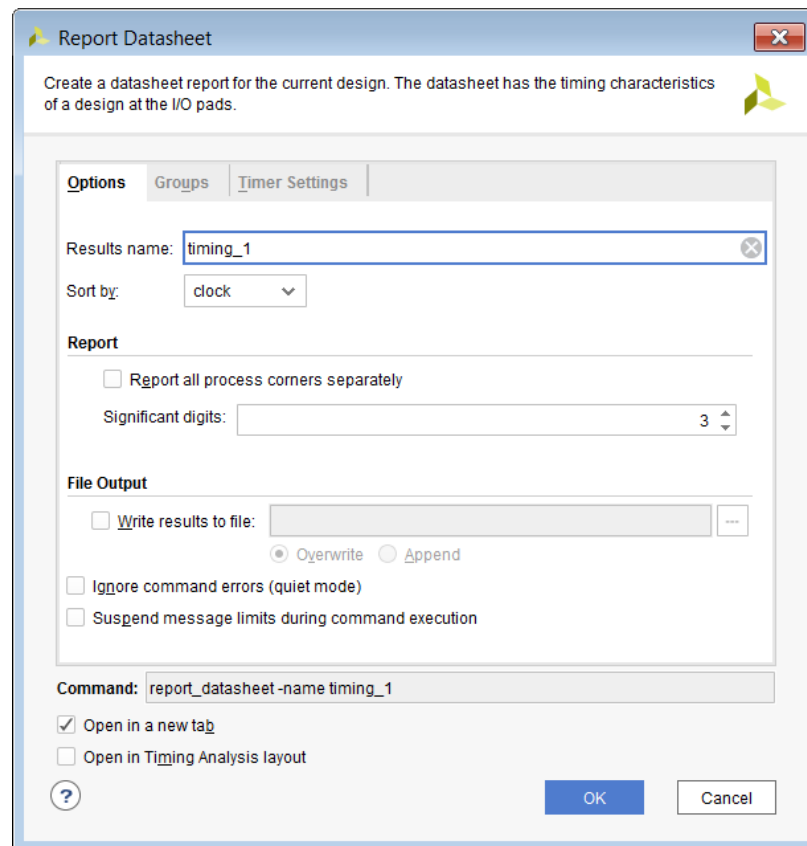 Report Datasheet
Create a datasheet report for the current design. The datasheet has the timing characteristics
of a design at the I/O pads.
Options Groups Timer Settings
Results name: timing_1
Sort by: clock
Report
Report all process corners separately
Significant digits: 3
File Output
Write results to file: ...
Overwrite Append
Ignore command errors (quiet mode)
Suspend message limits during command execution
Command: report_datasheet -name timing_1
Open in a new tab
Open in Timing Analysis layout
? OK Cancel